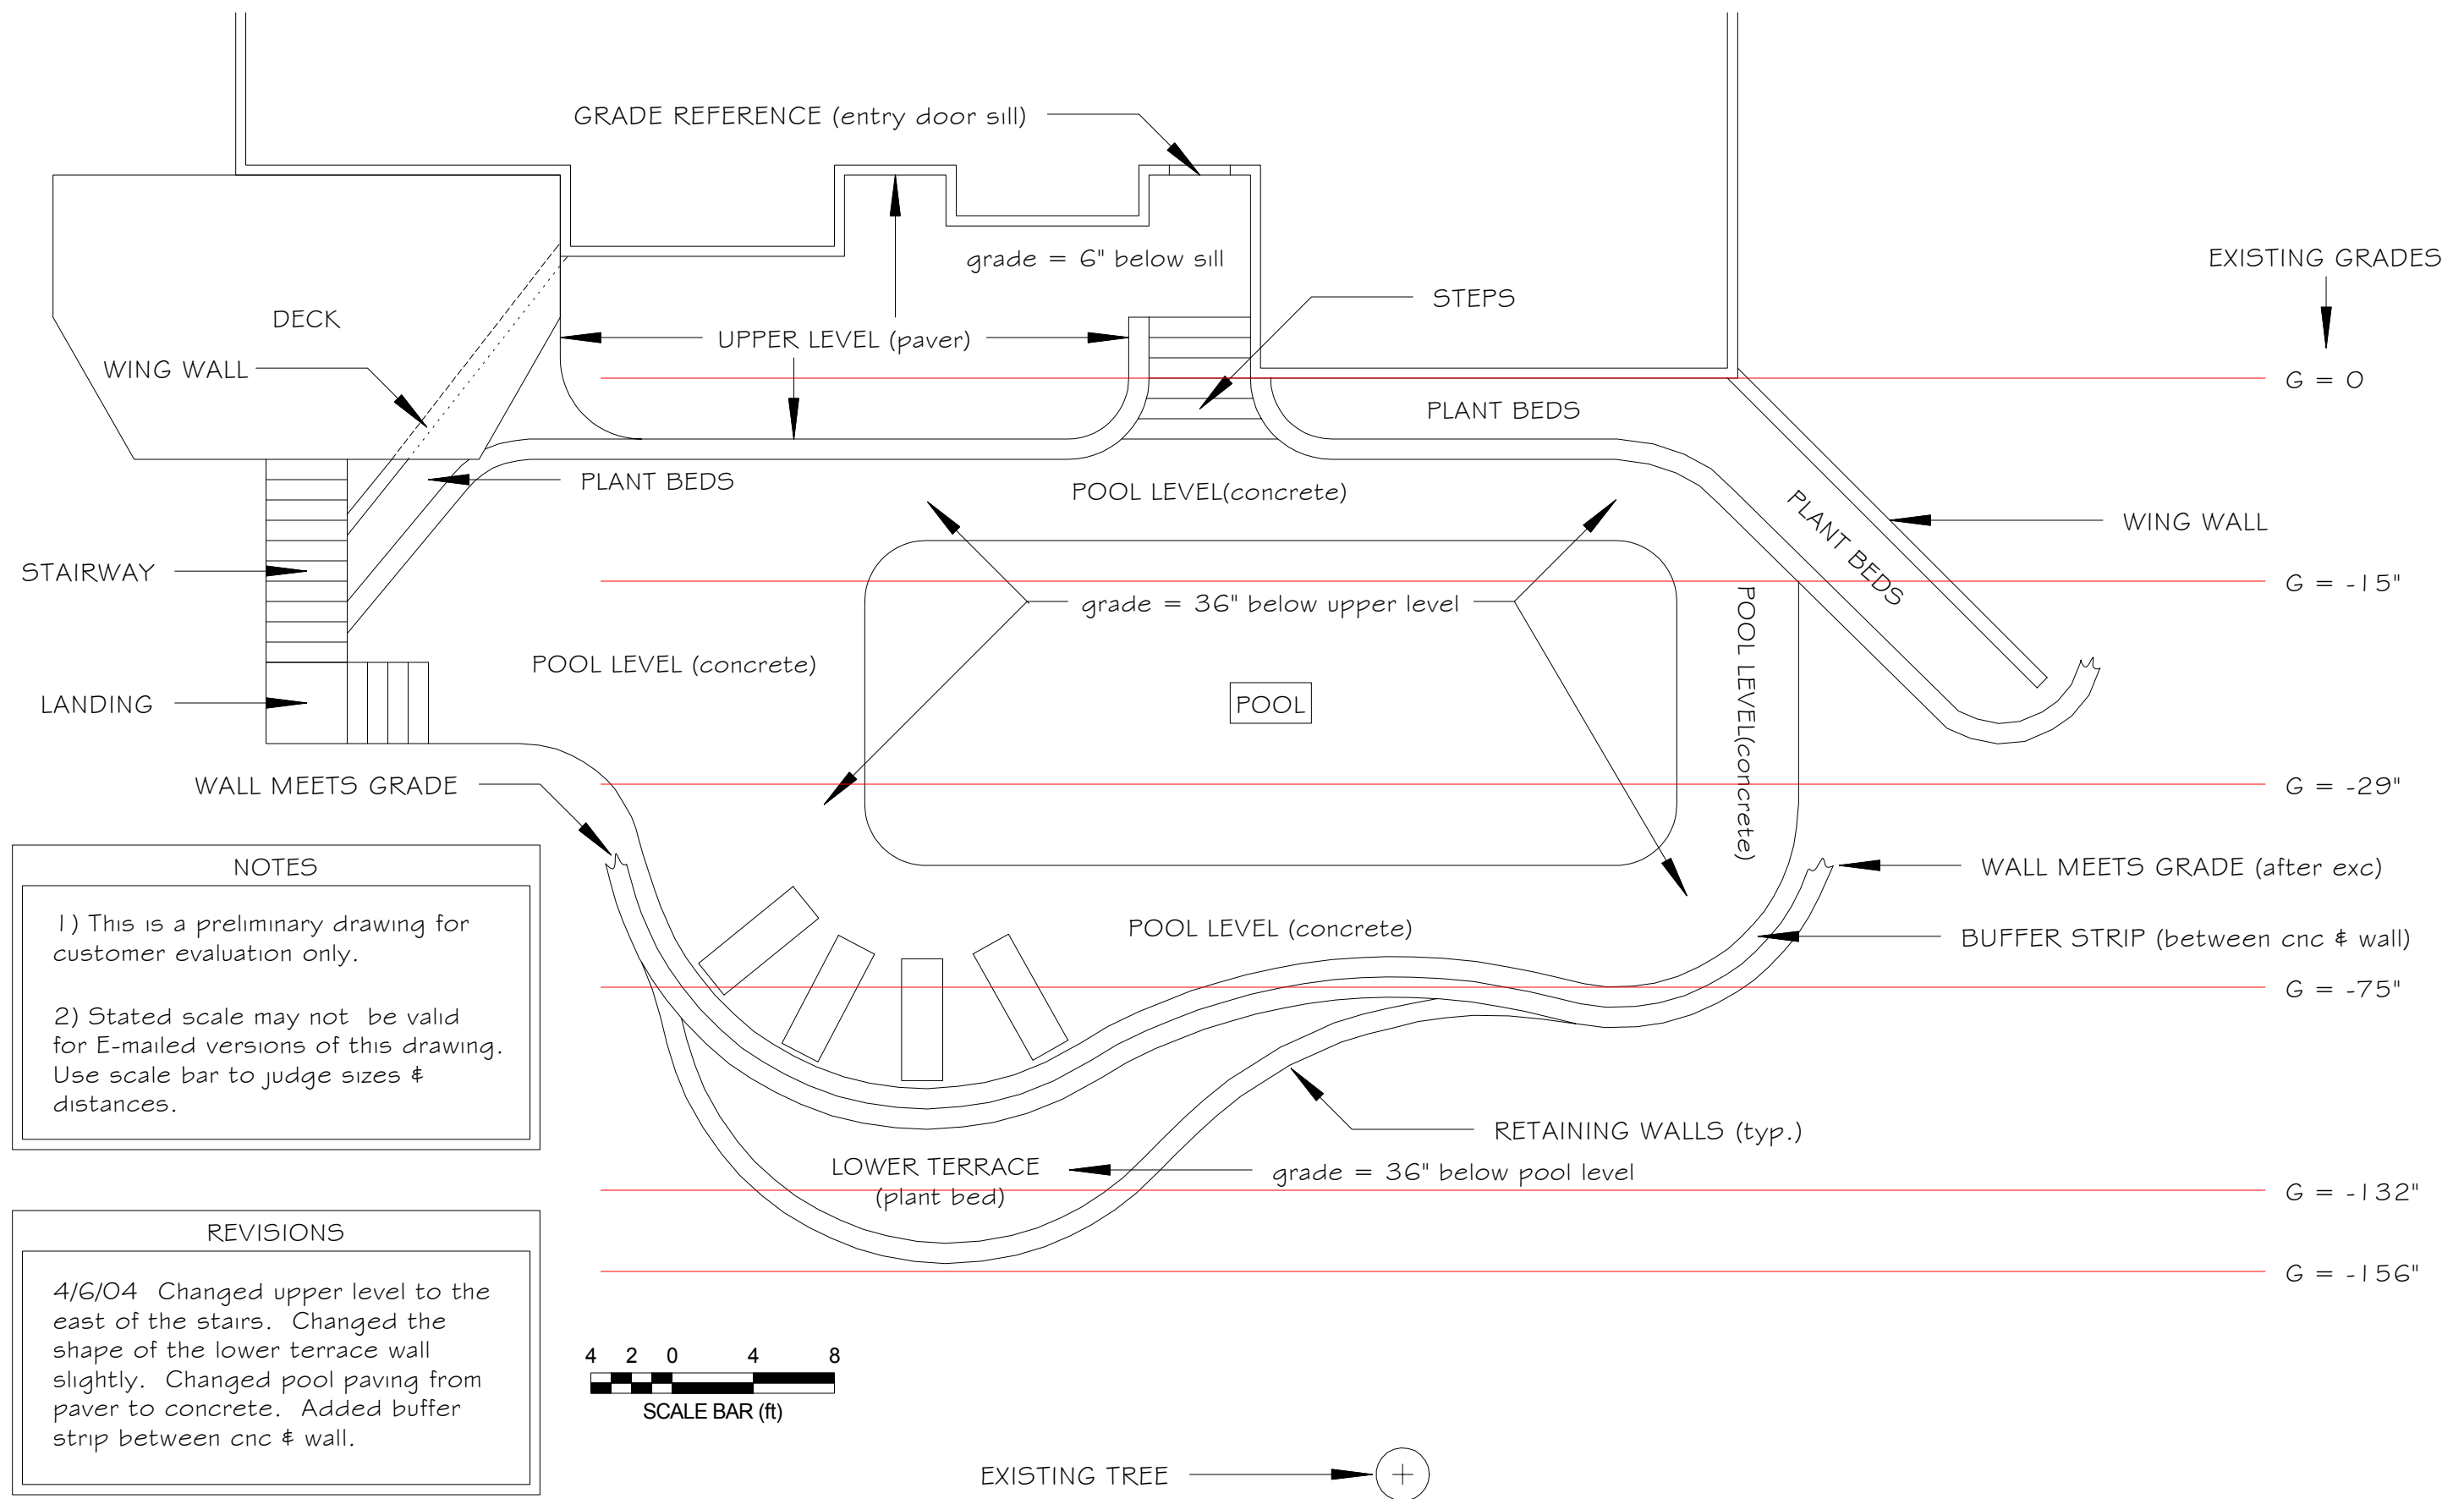 GRADE REFERENCE (entry door sill)
grade = 6" below sill
EXISTING GRADES
STEPS
DECK
UPPER LEVEL (paver)
WING WALL
G = 0
PLANT BEDS
PLANT BEDS
POOL LEVEL(concrete)
PLANT BEDS
WING WALL
STAIRWAY
G = -15"
grade = 36" below upper level
POOL LEVEL(concrete)
POOL LEVEL (concrete)
LANDING
POOL
WALL MEETS GRADE
G = -29"
WALL MEETS GRADE (after exc)
POOL LEVEL (concrete)
BUFFER STRIP (between cnc & wall)
G = -75"
NOTES
1) This is a preliminary drawing for
customer evaluation only.
2) Stated scale may not be valid
for E-mailed versions of this drawing.
Use scale bar to judge sizes &
distances.
RETAINING WALLS (typ.)
LOWER TERRACE
(plant bed)
grade = 36" below pool level
G = -132"
G = -156"
REVISIONS
4/6/04 Changed upper level to the
east of the stairs. Changed the
shape of the lower terrace wall
slightly. Changed pool paving from
paver to concrete. Added buffer
strip between cnc & wall.
4 2 0 4 8
SCALE BAR (ft)
EXISTING TREE